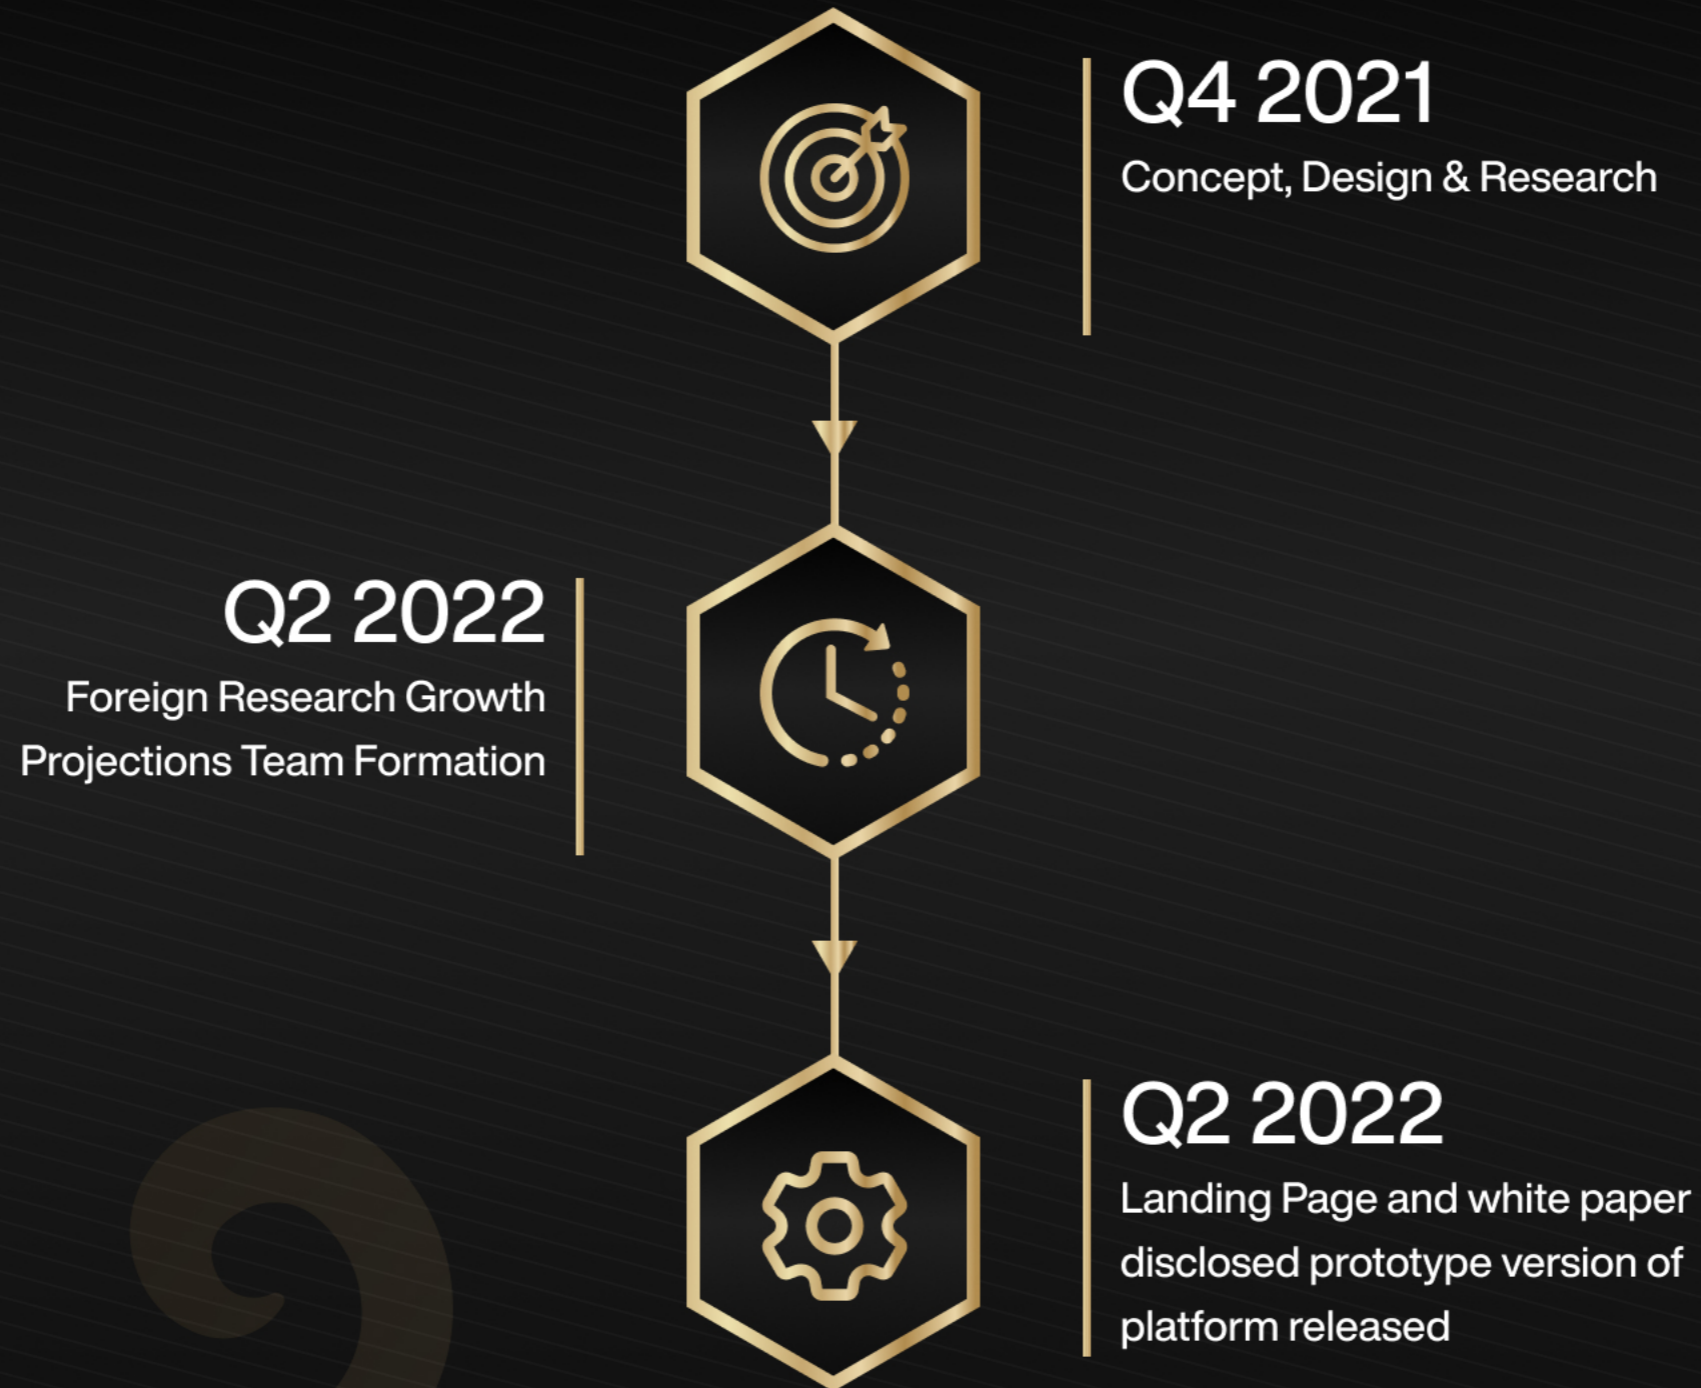 Q4 2021
Concept, Design & Research
Q2 2022
Foreign Research Growth
Projections Team Formation
Q2 2022
Landing Page and white paper
disclosed prototype version of
platform released